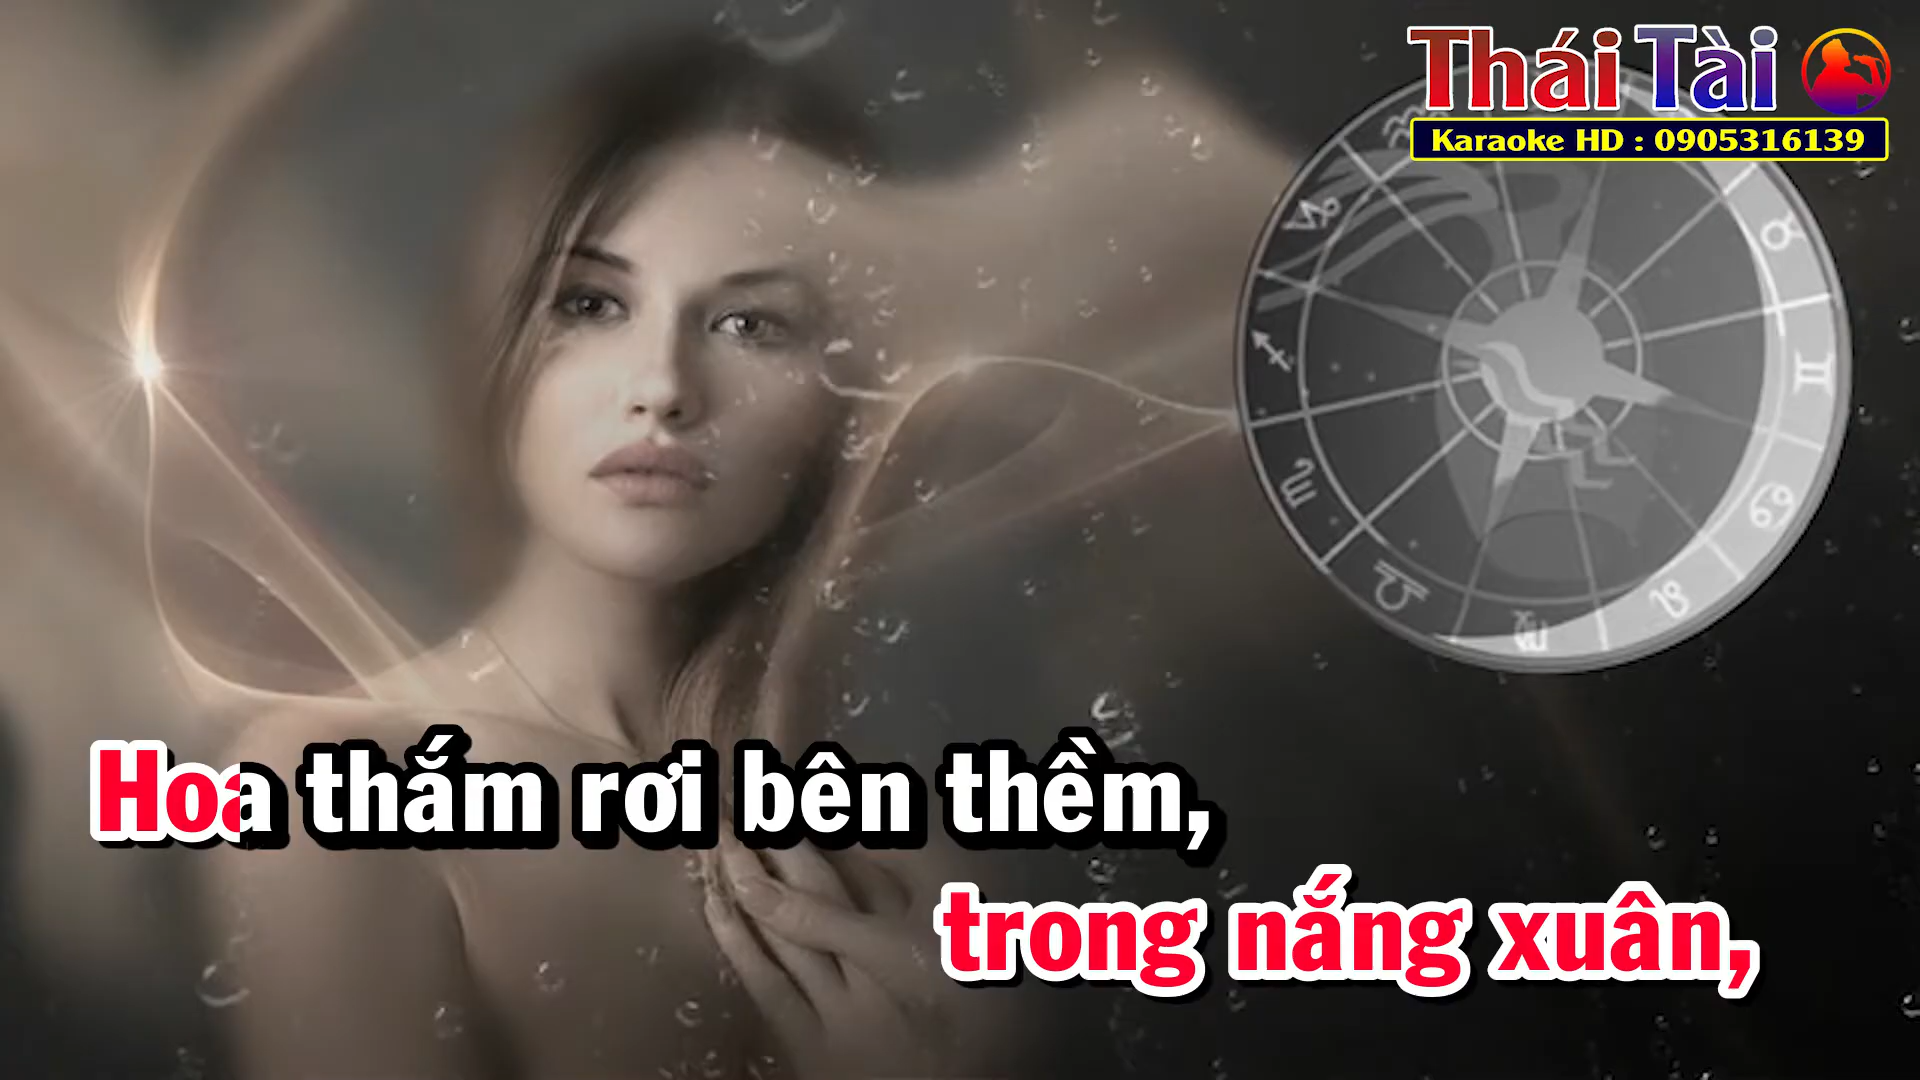 Thái Tài
Karaoke HD : 0905316139
Hoa thắm rơi bên thềm,
trong nắng xuân,